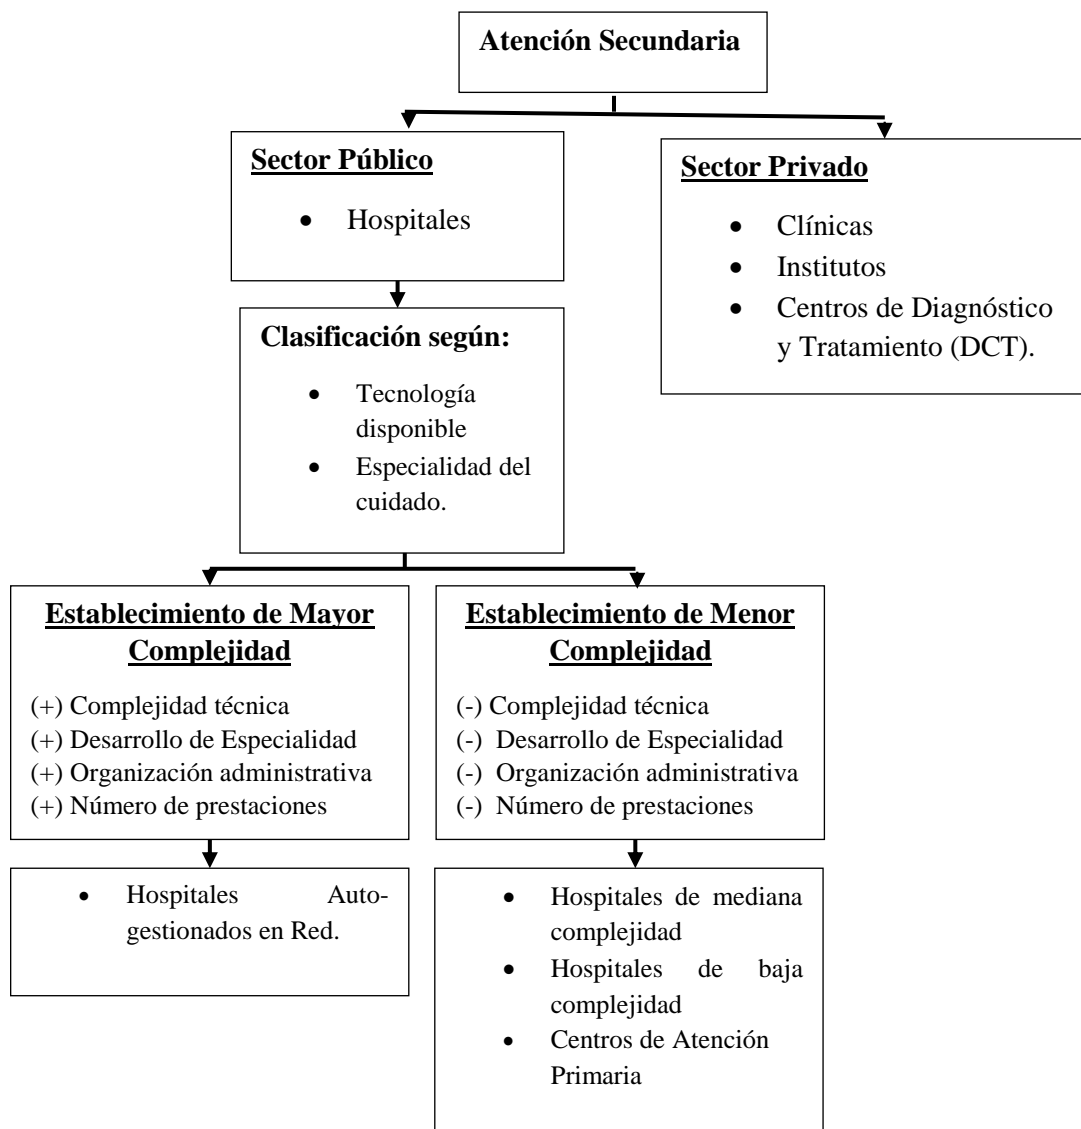 Atención Secundaria
Sector Público
• Hospitales
Sector Privado
• Clínicas
• Institutos
• Centros de Diagnóstico
y Tratamiento (DCT).
Clasificación según:
• Tecnología
disponible
• Especialidad del
cuidado.
Establecimiento de Mayor
Complejidad
(+) Complejidad técnica
(+) Desarrollo de Especialidad
(+) Organización administrativa
(+) Número de prestaciones
Establecimiento de Menor
Complejidad
(-) Complejidad técnica
(-) Desarrollo de Especialidad
(-) Organización administrativa
(-) Número de prestaciones
• Hospitales Auto-
gestionados en Red.
• Hospitales de mediana
complejidad
• Hospitales de baja
complejidad
• Centros de Atención
Primaria